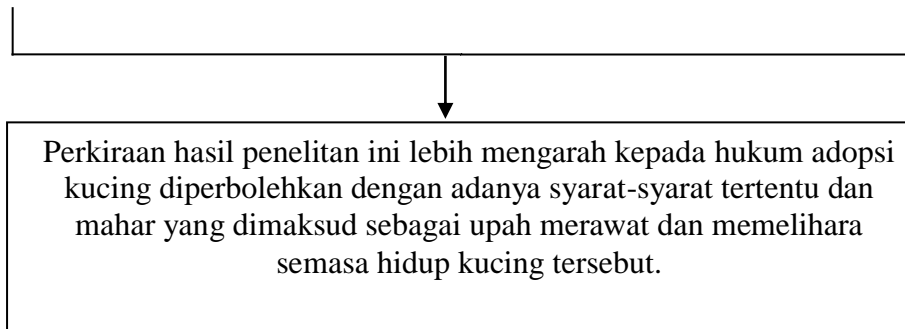 Perkiraan hasil penelitan ini lebih mengarah kepada hukum adopsi
kucing diperbolehkan dengan adanya syarat-syarat tertentu dan
mahar yang dimaksud sebagai upah merawat dan memelihara
semasa hidup kucing tersebut.